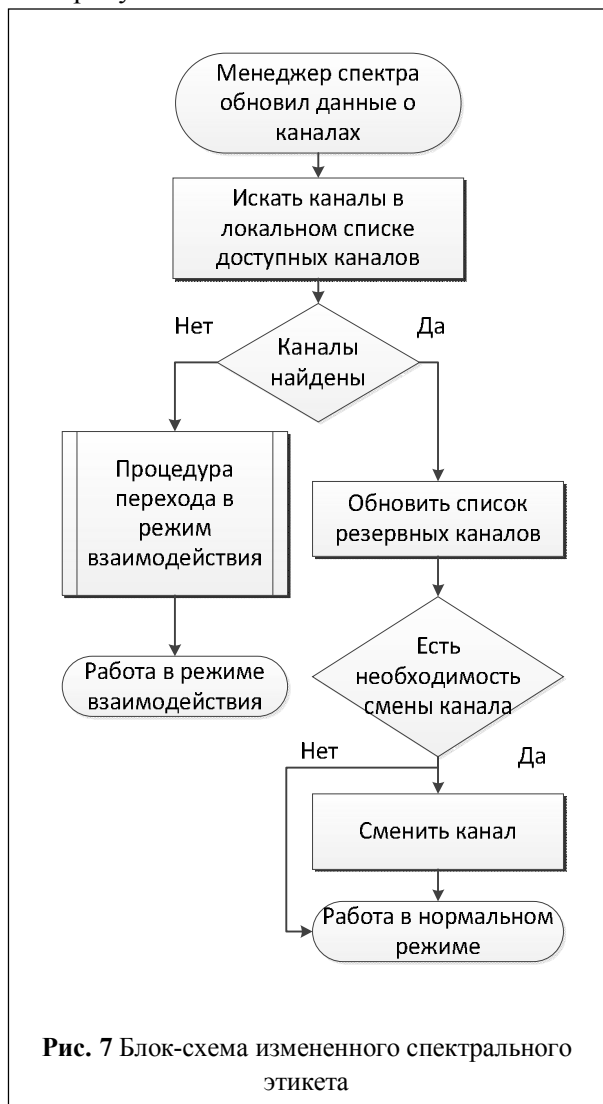 Менеджер спектра
обновил данные о
каналах
Искать каналы в
локальном списке
доступных каналов
Нет
Да
Каналы
найдены
Процедура
перехода в
режим
взаимодействия
Обновить список
резервных каналов
Работа в режиме
взаимодействия
Есть
необходимость
смены канала
Нет
Да
Сменить канал
Работа в нормальном
режиме
Рис. 7 Блок-схема измененного спектрального
этикета